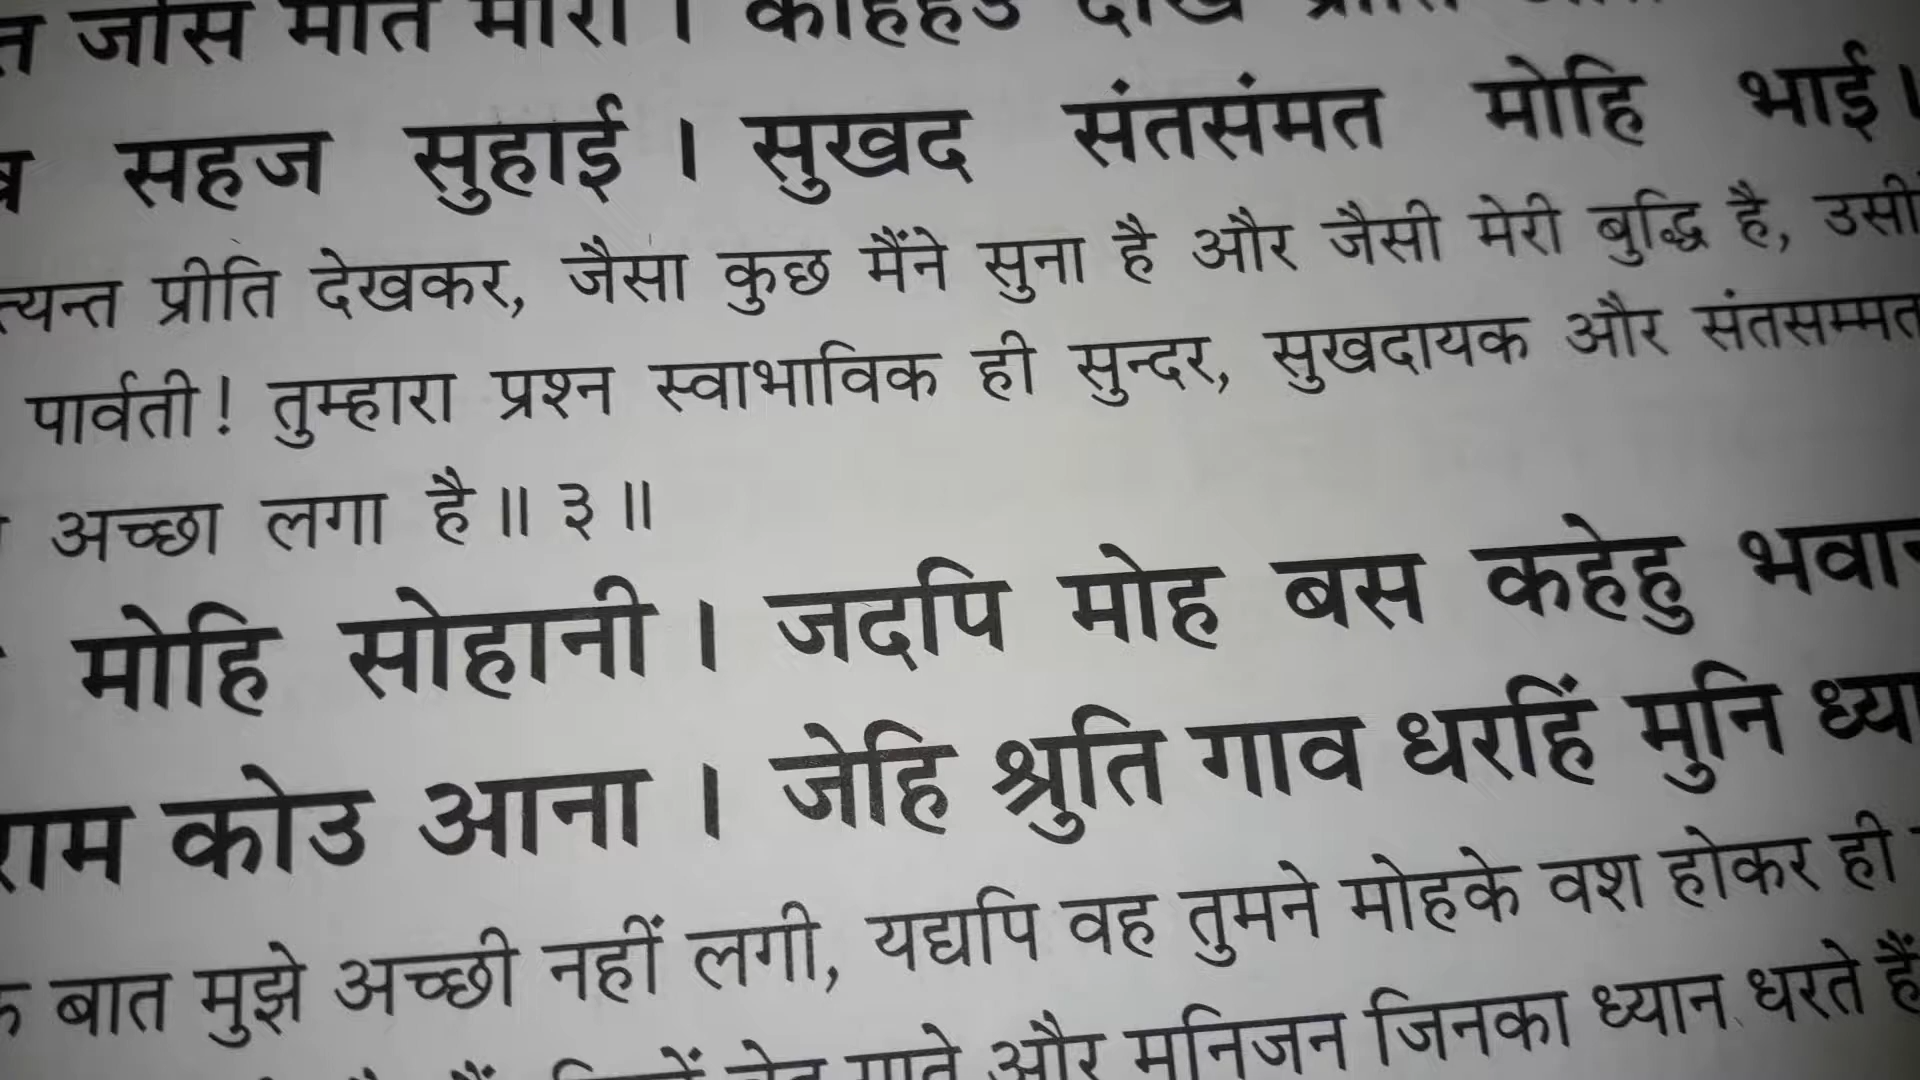 जसि मति मोरी । कहिहउँ देखि प्रीति
सहज सुहाई । सुखद संतसंमत मोहि भाई ।
प्रीति देखकर, जैसा कुछ मैंने सुना है और जैसी मेरी बुद्धि है, उसी
पार्वती! तुम्हारा प्रश्न स्वाभाविक ही सुन्दर, सुखदायक और संतसम्मत
अच्छा लगा है ॥ ३ ॥
मोहि सोहानी । जदपि मोह बस कहेहु
राम कोउ आना । जेहि श्रुति गाव धरहिं मुनि
बात मुझे अच्छी नहीं लगी, यद्यपि वह तुमने मोहके वश होकर ही
और मुनिजन जिनका ध्यान धरते हैं